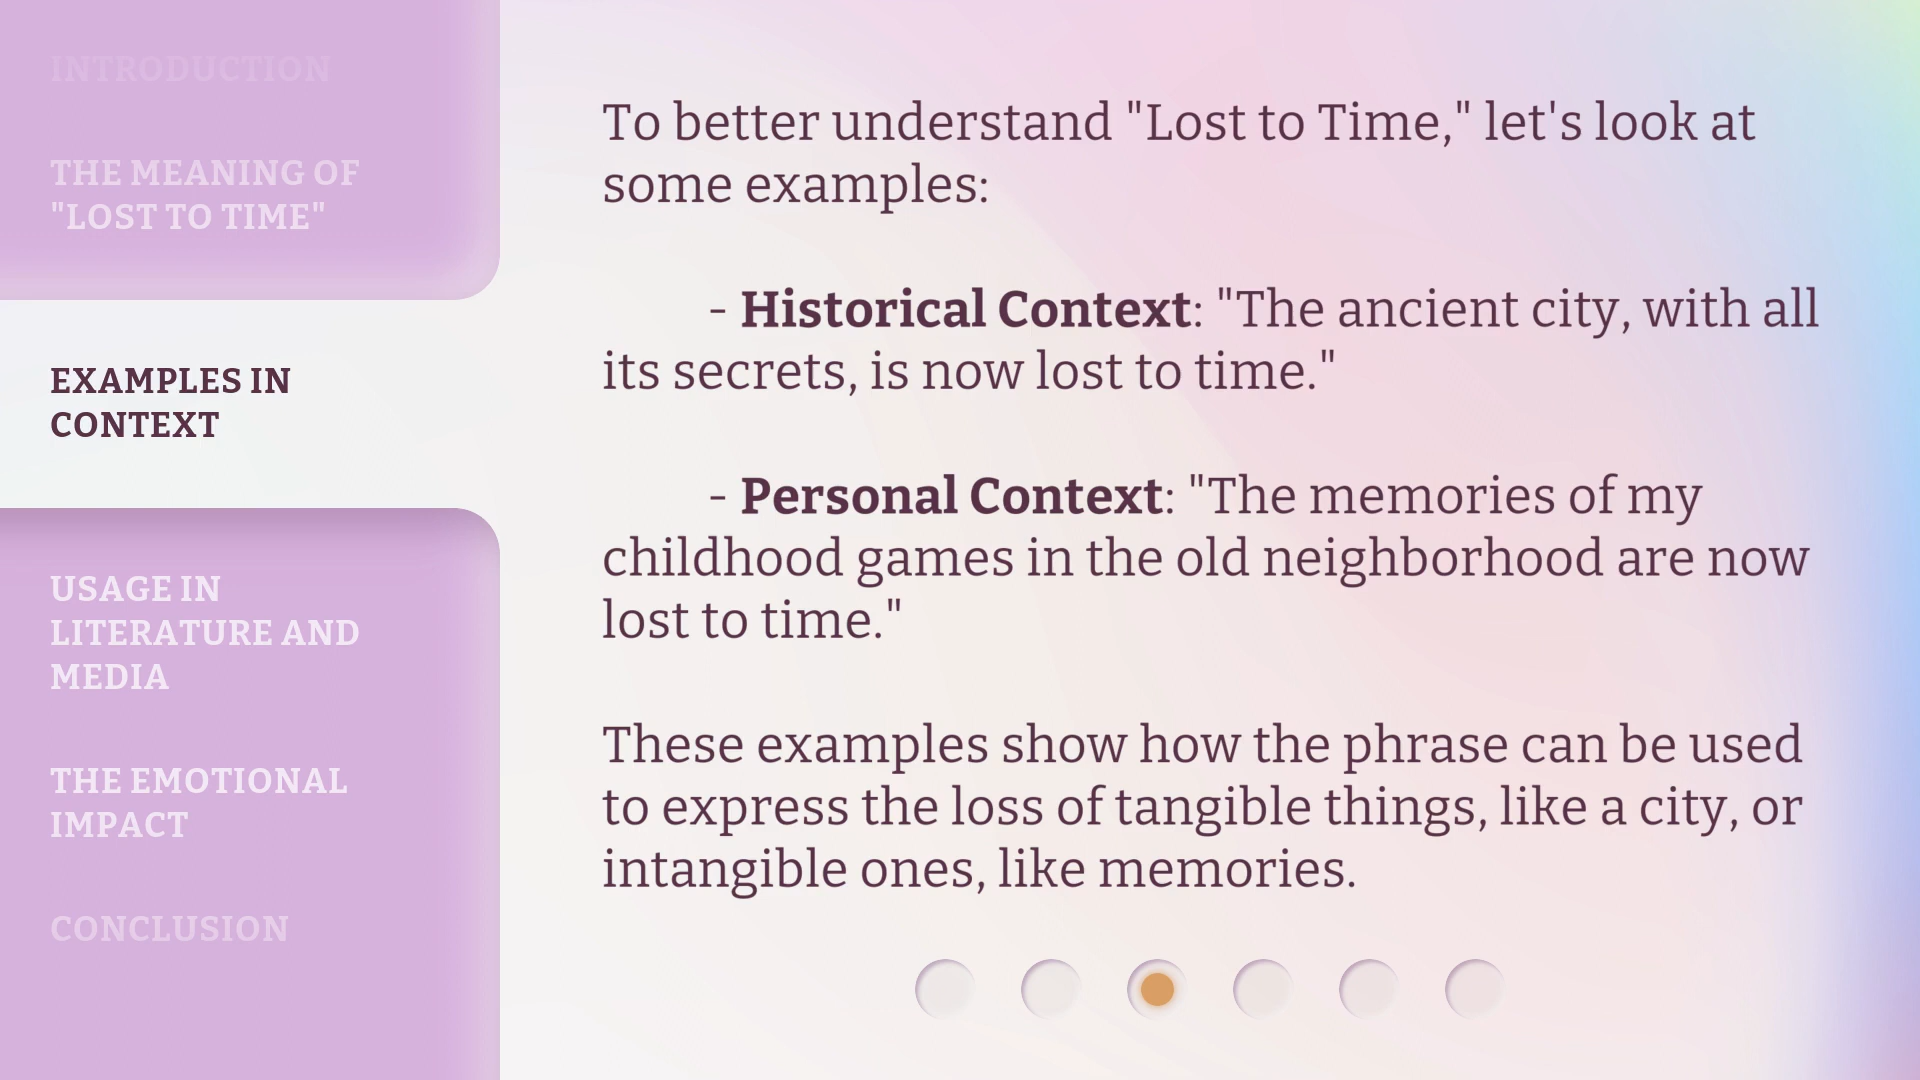 INTRODUCTION
THE MEANING OF
"LOST TO TIME"
EXAMPLES IN
CONTEXT
USAGE IN
LITERATURE AND
MEDIA
THE EMOTIONAL
IMPACT
CONCLUSION
To better understand "Lost to Time," let's look at
some examples:
- Historical Context: "The ancient city, with all
its secrets, is now lost to time."
- Personal Context: "The memories of my
childhood games in the old neighborhood are now
lost to time."
These examples show how the phrase can be used
to express the loss of tangible things, like a city, or
intangible ones, like memories.